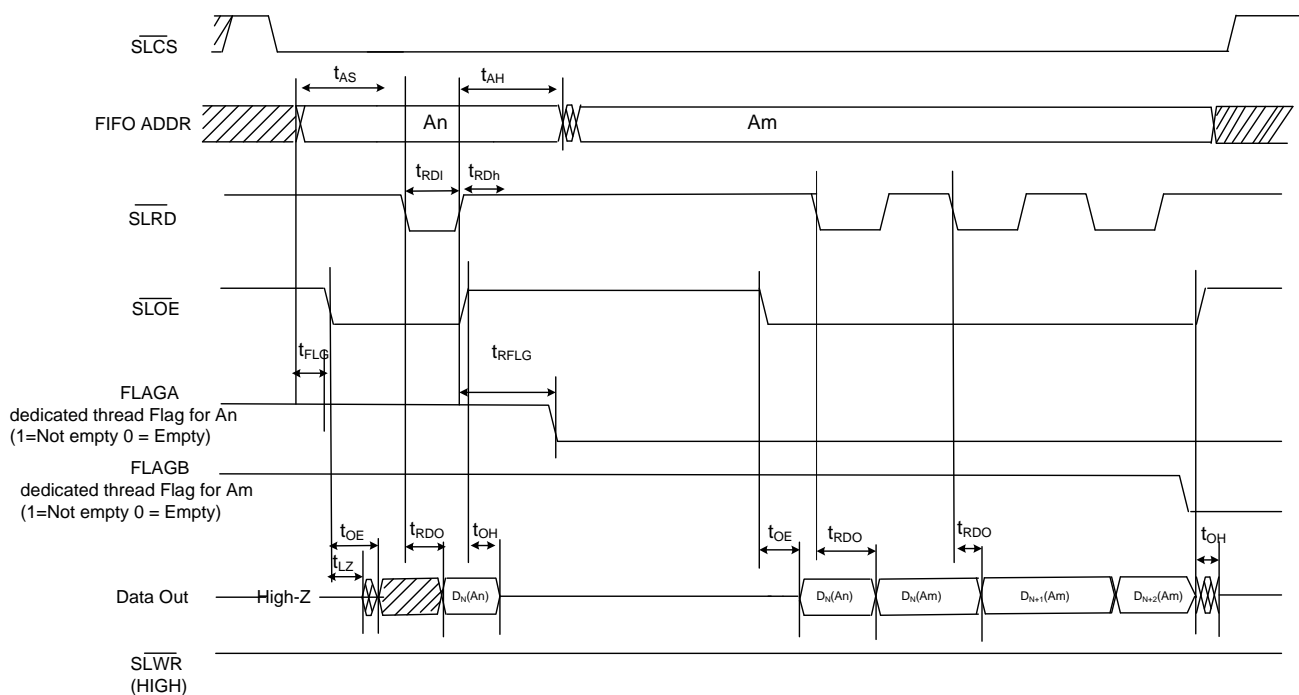 SLCS
tAS
tAH
FIFO ADDR
An
Am
tRDl
tRDh
SLRD
SLOE
tFLG
tRFLG
FLAGA
dedicated thread Flag for An
(1=Not empty 0 = Empty)
FLAGB
dedicated thread Flag for Am
(1=Not empty 0 = Empty)
tOE
tRDO
tOH
tOE
tRDO
tRDO
tOH
tLZ
Data Out
High-Z
DN(An)
DN(An)
DN(Am)
DN+1(Am)
DN+2(Am)
SLWR
(HIGH)